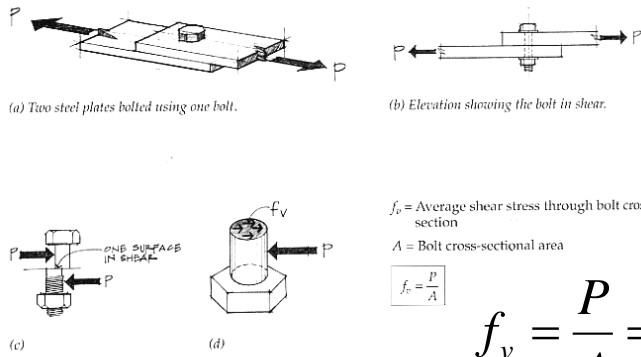 P
P
P
P
(a) Two steel plates bolted using one bolt.
(b) Elevation showing the bolt in shear.
fv
P
ONE SURFACE
IN SHEAR
P
P
fv = Average shear stress through bolt
section
A = Bolt cross-sectional area
fv = P/A
fv = P
(c)
(d)